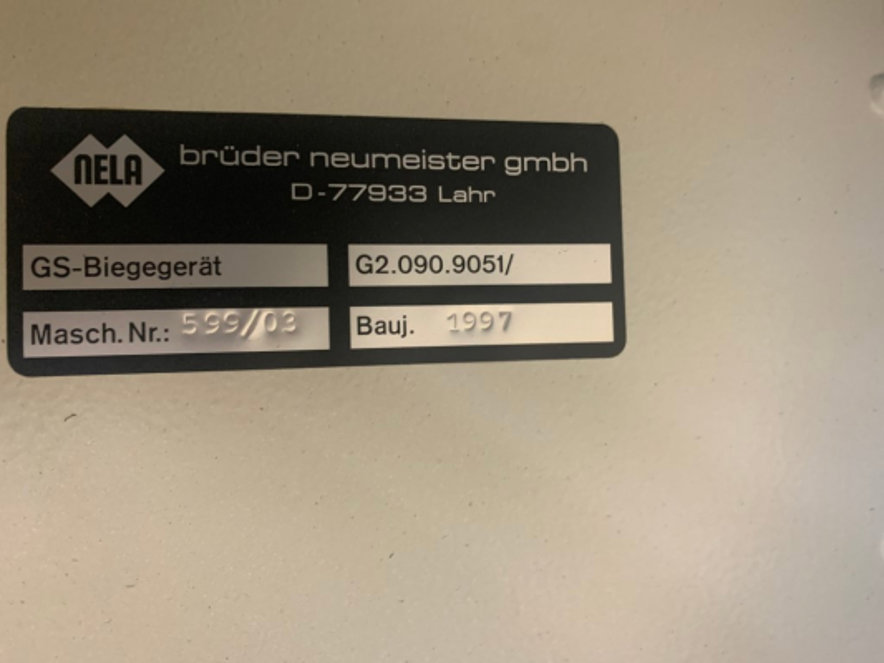 NELA
brüder neumeister gmbh
D-77933 Lahr
GS-Biegegerät
G2.090.9051/
Masch. Nr.: 599/03
Bauj. 1997